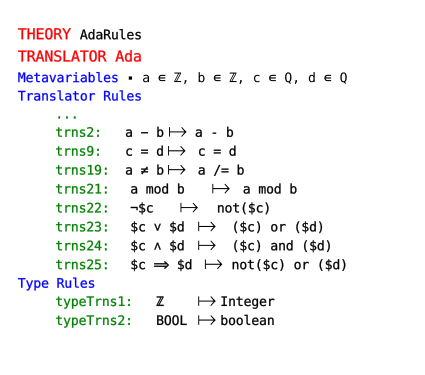 THEORY AdaRules
TRANSLATOR Ada
Metavariables • a ∈ ℤ, b ∈ ℤ, c ∈ Q, d ∈ Q
Translator Rules
...
trns2: a − b ↦ a - b
trns9: c = d ↦ c = d
trns19: a ≠ b ↦ a /= b
trns21: a mod b ↦ a mod b
trns22: ¬$c ↦ not($c)
trns23: $c ∨ $d ↦ ($c) or ($d)
trns24: $c ∧ $d ↦ ($c) and ($d)
trns25: $c ⇒ $d ↦ not($c) or ($d)
Type Rules
typeTrns1: ℤ ↦ Integer
typeTrns2: BOOL ↦ boolean